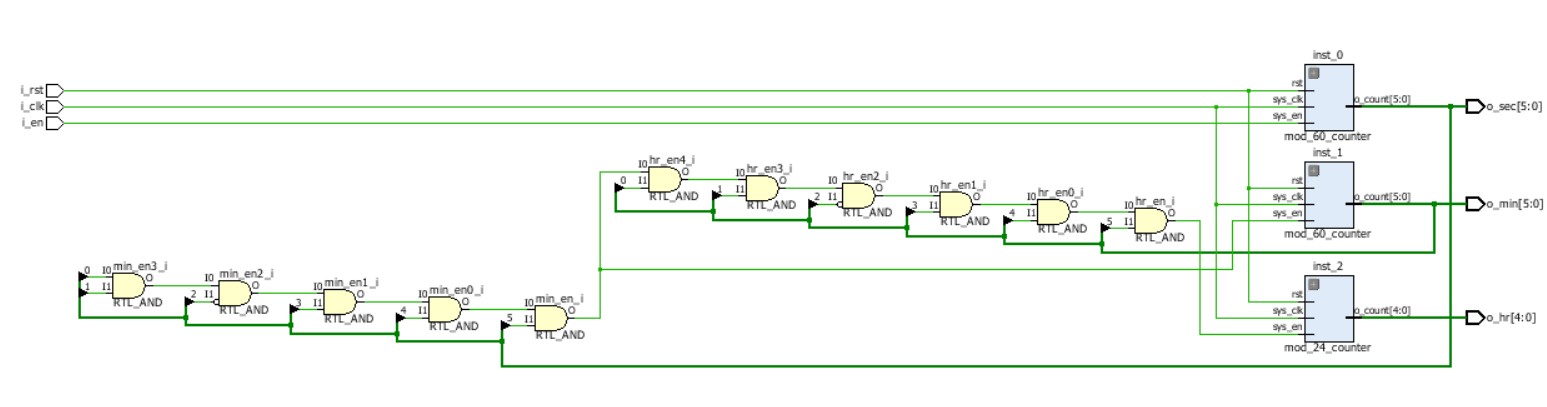 inst_0
i_rst
rst
i_clk
sys_clk
o_count[5:0]
o_sec[5:0]
i_en
sys_en
mod_60_counter
inst_1
hr_en4_i
I0
O
0
I1
RTL_AND
hr_en3_i
I0
O
1
I1
RTL_AND
hr_en2_i
I0
O
2
I1
RTL_AND
hr_en1_i
I0
O
3
I1
RTL_AND
hr_en0_i
I0
O
4
I1
RTL_AND
hr_en_i
I0
O
5
I1
RTL_AND
rst
sys_clk
o_count[5:0]
o_min[5:0]
sys_en
mod_60_counter
min_en3_i
0
I0
O
1
I1
RTL_AND
min_en2_i
I0
O
2
I1
RTL_AND
min_en1_i
I0
O
3
I1
RTL_AND
min_en0_i
I0
O
4
I1
RTL_AND
min_en_i
I0
O
5
I1
RTL_AND
inst_2
rst
sys_clk
o_count[4:0]
o_hr[4:0]
sys_en
mod_24_counter